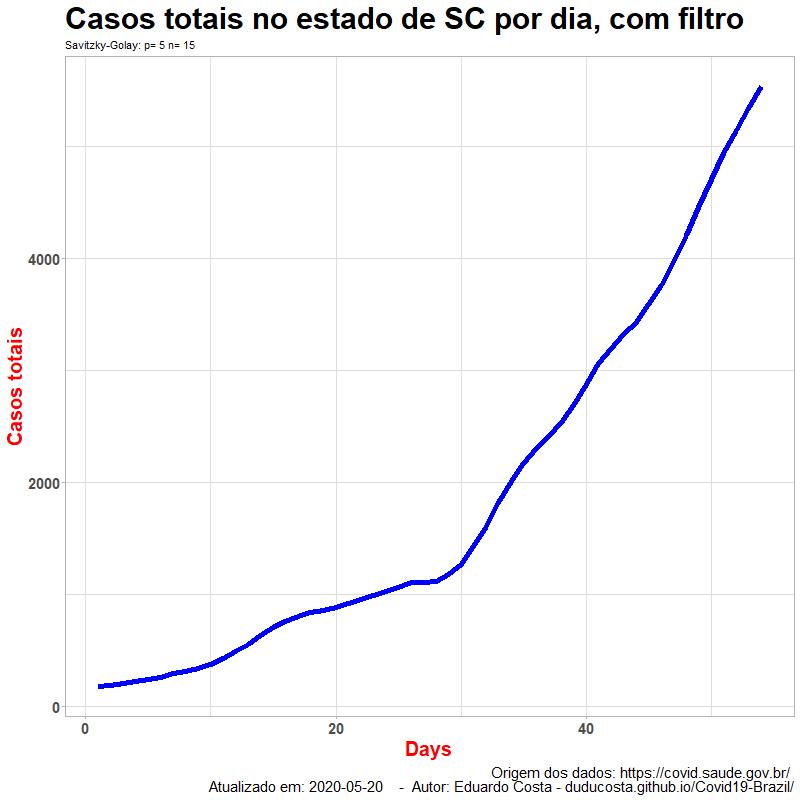 Casos totais no estado de SC por dia, com filtro
Savitzky-Golay: p= 5 n= 15
Casos totais
4000
2000
0
0 20 40
Days
Origem dos dados: https://covid.saude.gov.br/
Atualizado em: 2020-05-20 - Autor: Eduardo Costa - duducosta.github.io/Covid19-Brazil/